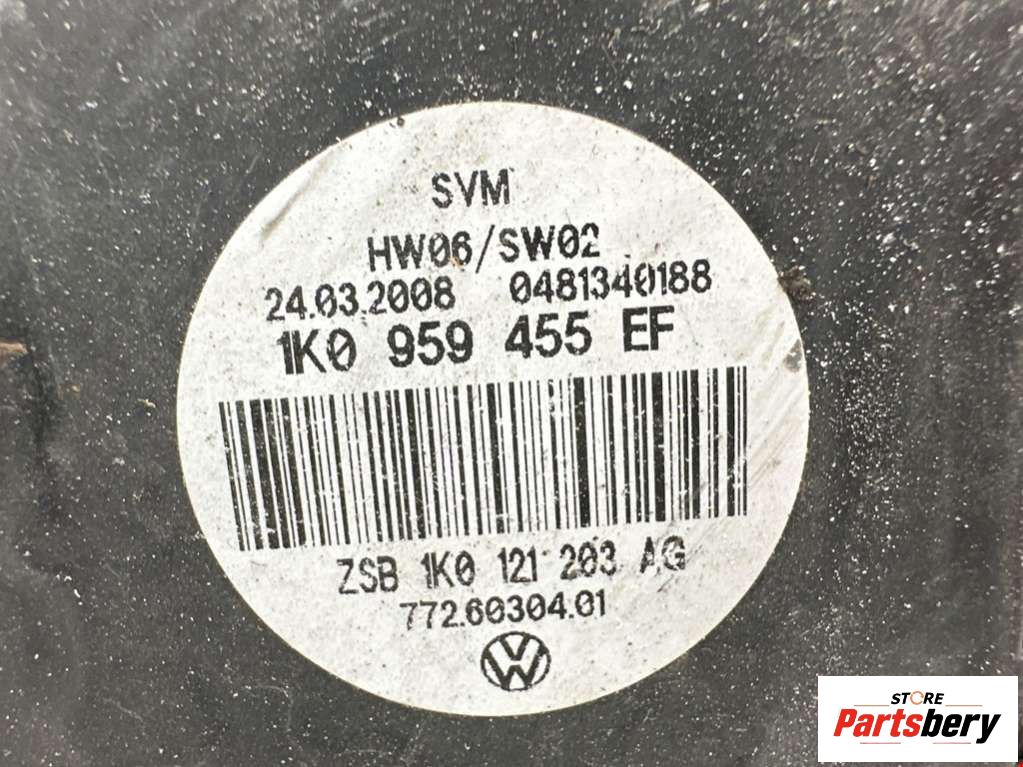 SVM
HW06/SW02
24.03.2008 0481340188
1K0 959 455 EF
ZSB 1K0 121 203 AG
772.60304.01
STORE
Partsbery